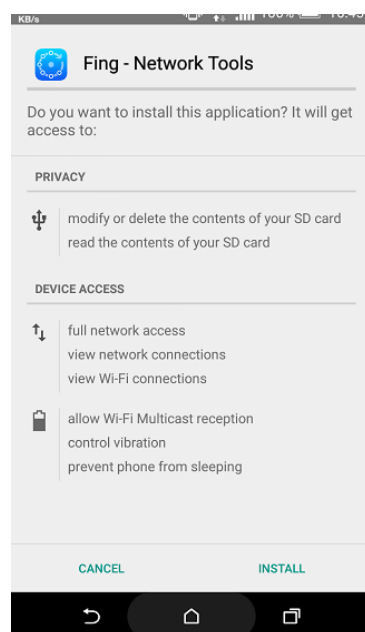 KB/s 100% 16:45
Fing - Network Tools
Do you want to install this application? It will get
access to:
PRIVACY
modify or delete the contents of your SD card
read the contents of your SD card
DEVICE ACCESS
full network access
view network connections
view Wi-Fi connections
allow Wi-Fi Multicast reception
control vibration
prevent phone from sleeping
CANCEL INSTALL